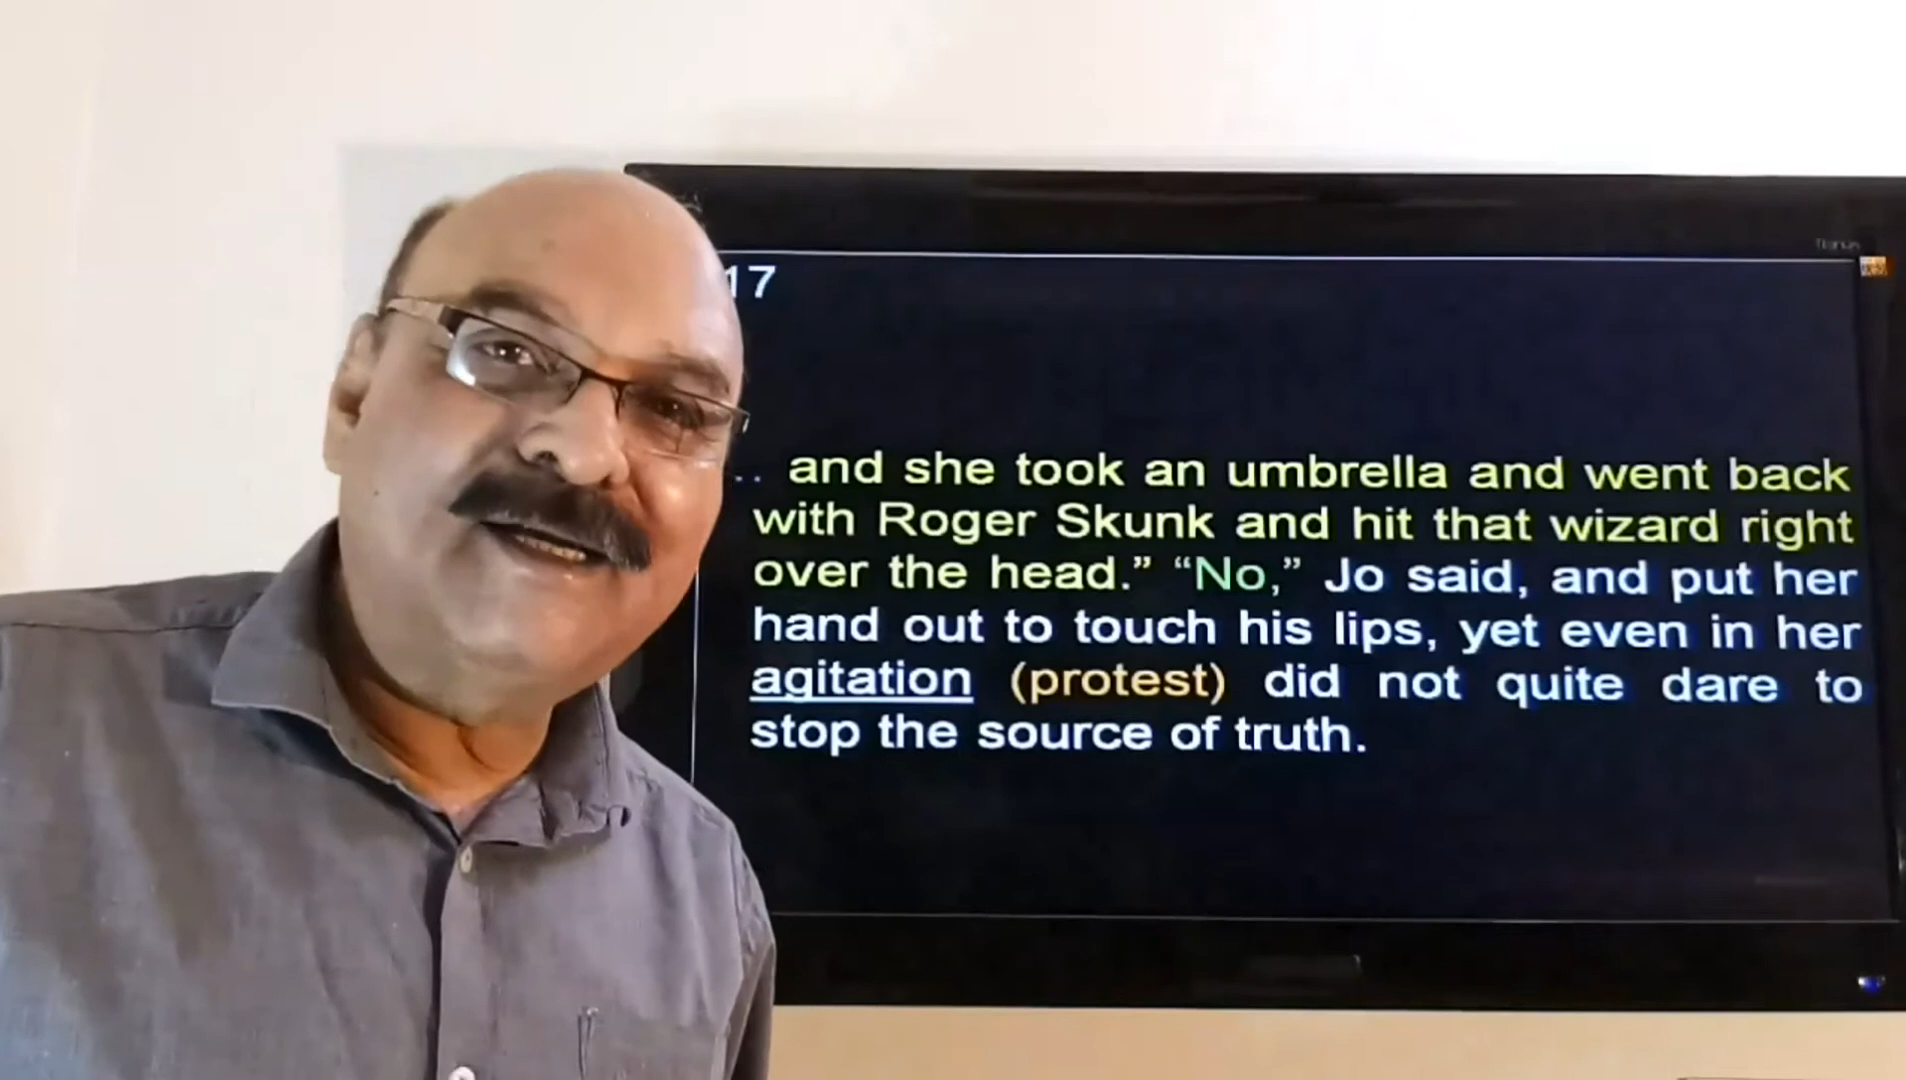 17
.. and she took an umbrella and went back
with Roger Skunk and hit that wizard right
over the head.” “No,” Jo said, and put her
hand out to touch his lips, yet even in her
agitation (protest) did not quite dare to
stop the source of truth.